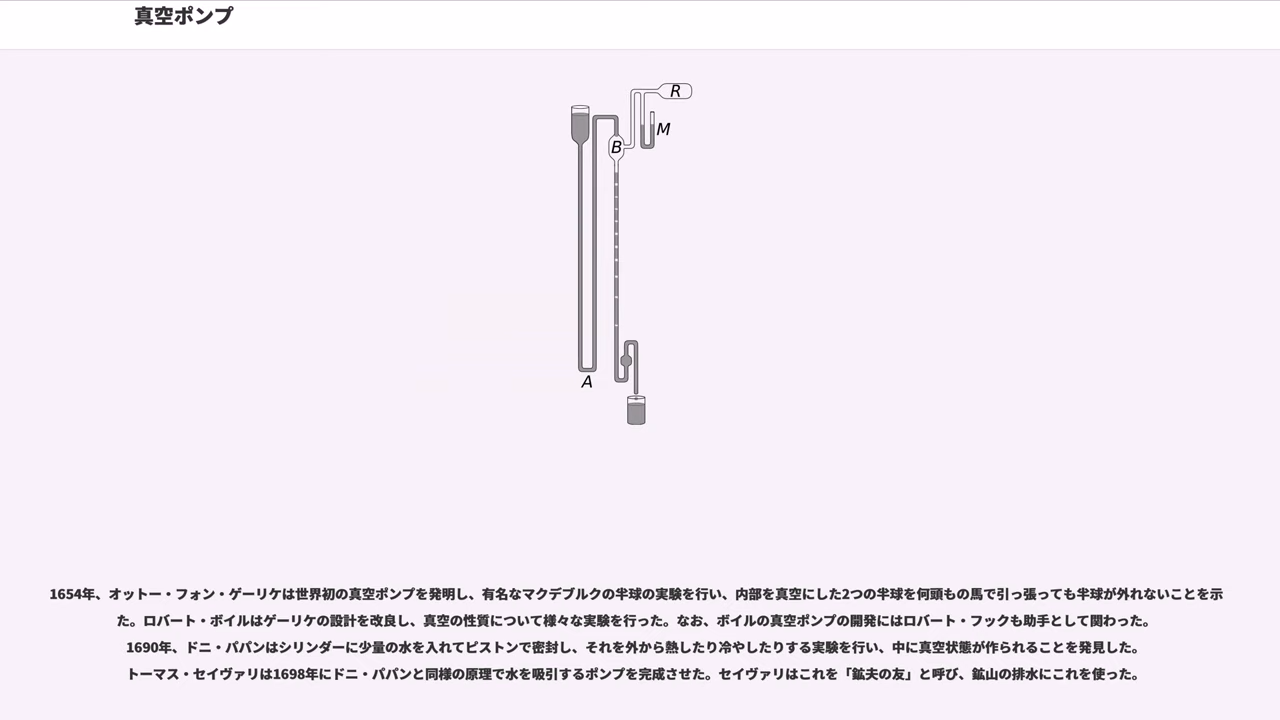 真空ポンプ
R
M
B
A
1654年、オットー・フォン・ゲーリケは世界初の真空ポンプを発明し、有名なマクデブルクの半球の実験を行い、内部を真空にした2つの半球を何頭もの馬で引っ張っても半球が外れないことを示
た。ロバート・ボイルはゲーリケの設計を改良し、真空の性質について様々な実験を行った。なお、ボイルの真空ポンプの開発にはロバート・フックも助手として関わった。
1690年、ドニ・パパンはシリンダーに少量の水を入れてピストンで密封し、それを外から熱したり冷やしたりする実験を行い、中に真空状態が作られることを発見した。
トーマス・セイヴァリは1698年にドニ・パパンと同様の原理で水を吸引するポンプを完成させた。セイヴァリはこれを「鉱夫の友」と呼び、鉱山の排水にこれを使った。